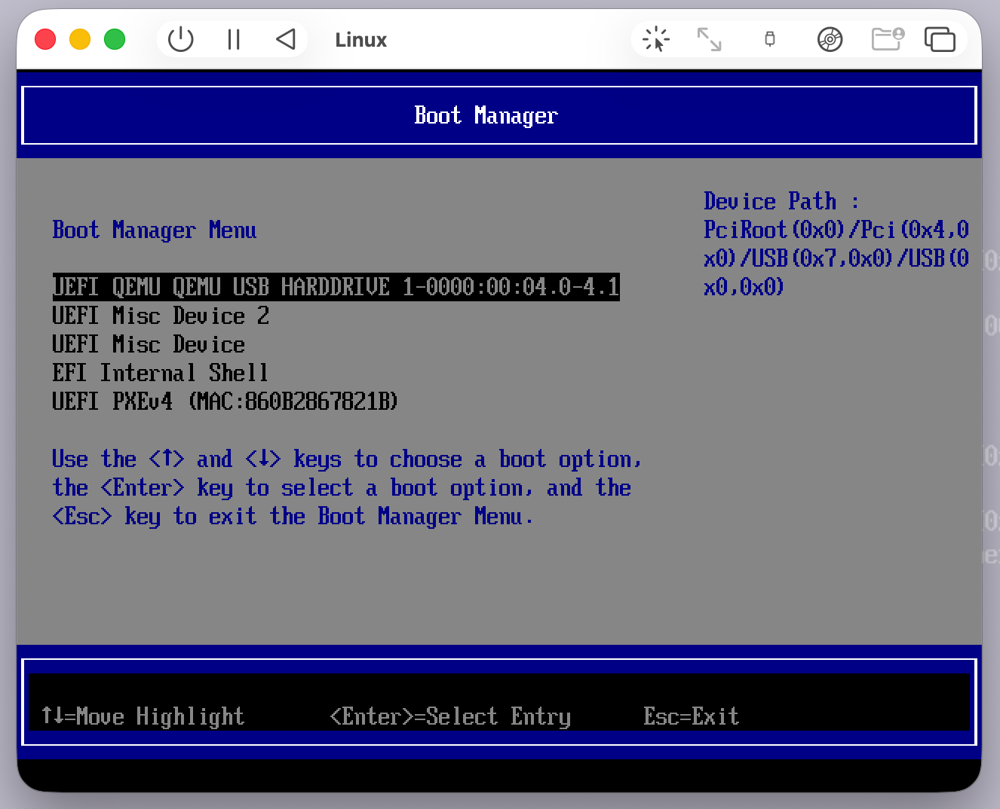 Linux
Boot Manager
Device Path :
Boot Manager Menu
PciRoot(0x0)/Pci(0x4,0
x0)/USB(0x7,0x0)/USB(0
x0,0x0)
UEFI QEMU QEMU USB HARDDRIVE 1-0000:00:04.0-4.1
UEFI Misc Device 2
UEFI Misc Device
EFI Internal Shell
UEFI PXEv4 (MAC:860B2867821B)
Use the <↑> and <↓> keys to choose a boot option,
the <Enter> key to select a boot option, and the
<Esc> key to exit the Boot Manager Menu.
↑↓=Move Highlight
<Enter>=Select Entry
Esc=Exit